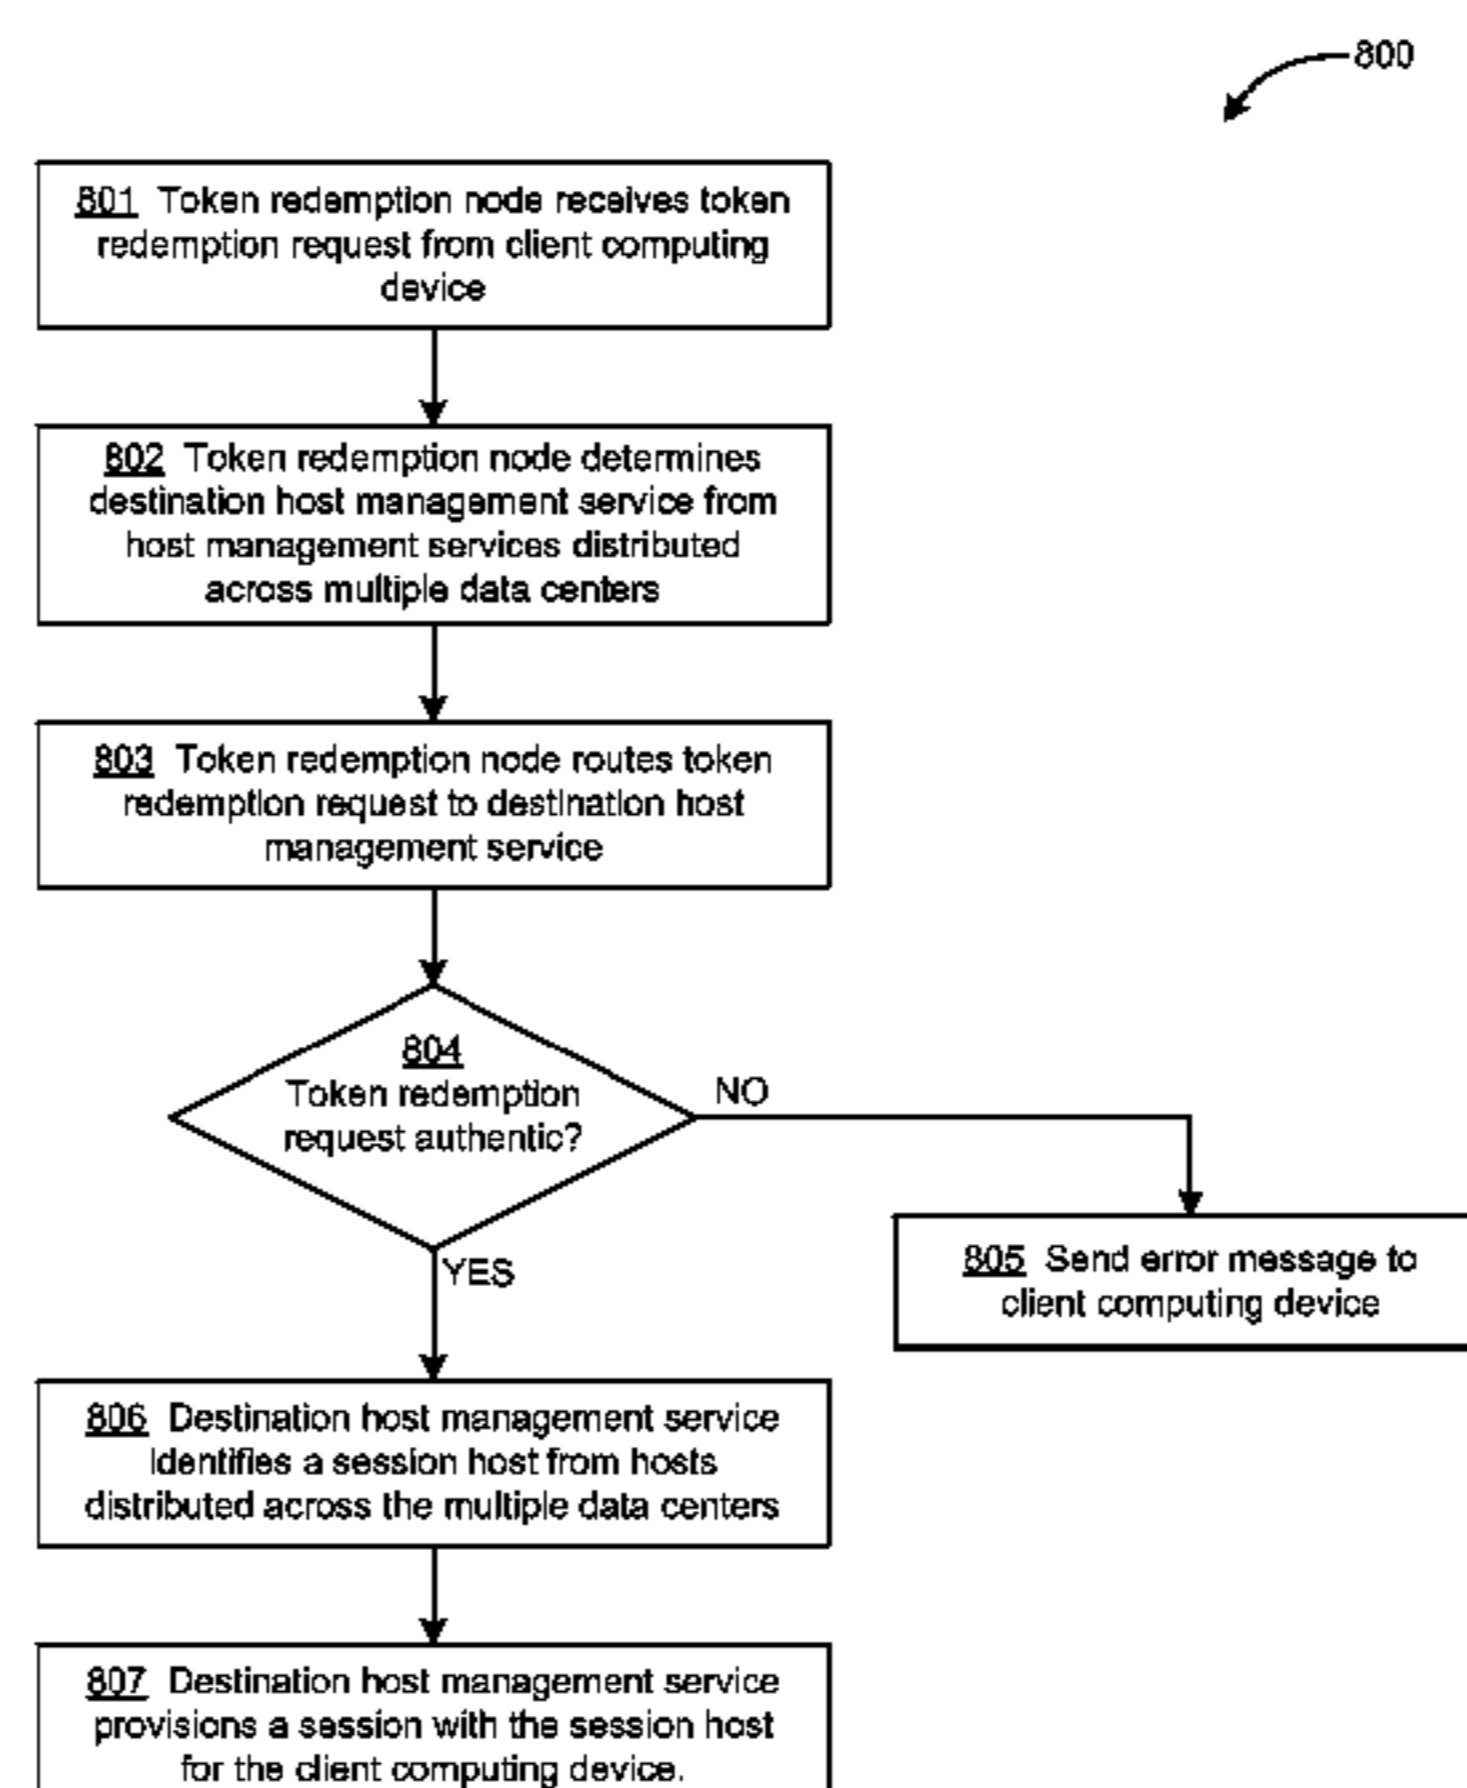 800
801 Token redemption node receives token
redemption request from client computing
device
802 Token redemption node determines
destination host management service from
host management services distributed
across multiple data centers
803 Token redemption node routes token
redemption request to destination host
management service
804
Token redemption
request authentic?
NO
YES
805 Send error message to
client computing device
806 Destination host management service
identifies a session host from hosts
distributed across the multiple data centers
807 Destination host management service
provisions a session with the session host
for the client computing device.